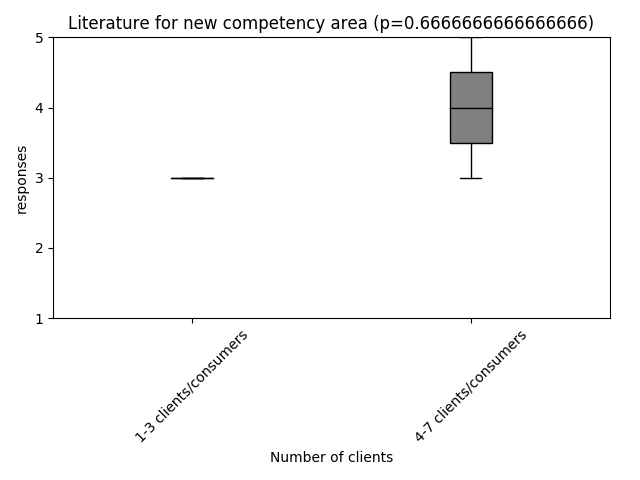 Literature for new competency area (p=0.6666666666666666)
responses
5
4
3
2
1
1-3 clients/consumers
4-7 clients/consumers
Number of clients